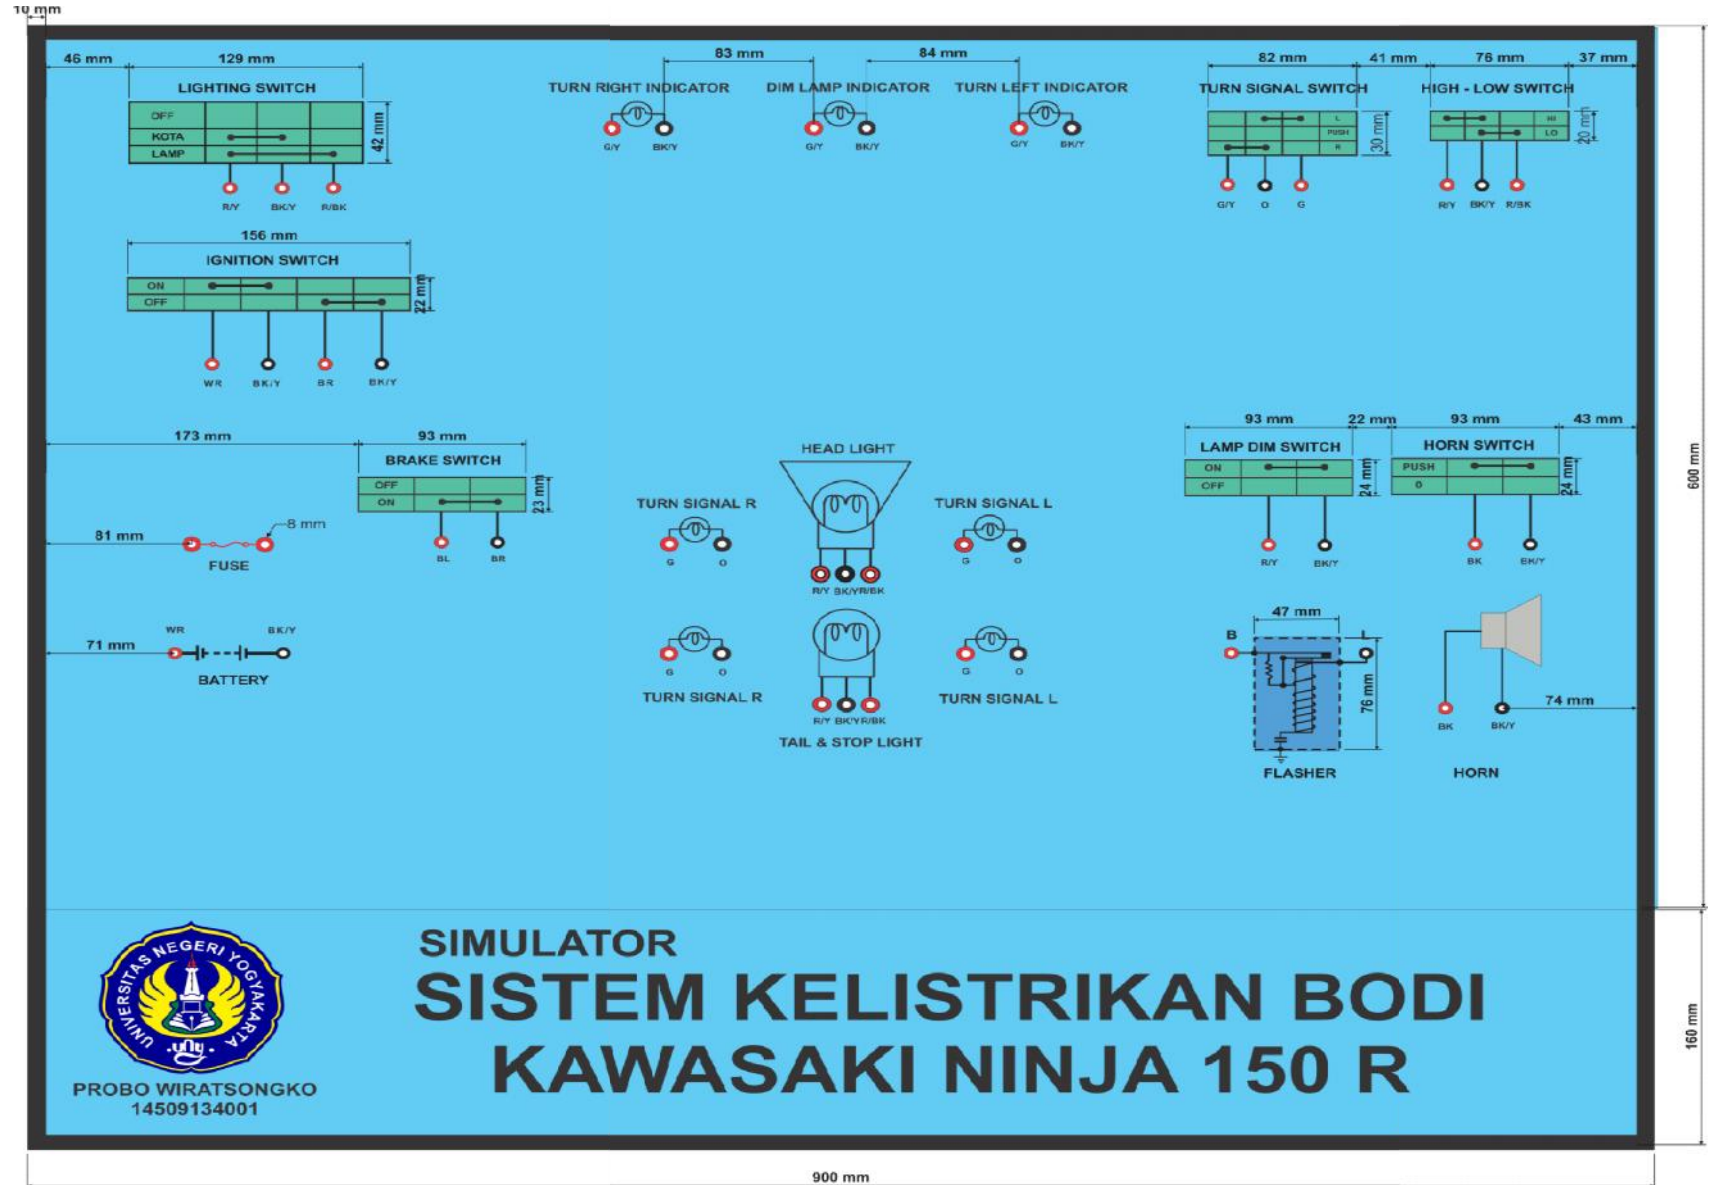 10 mm
46 mm
129 mm
LIGHTING SWITCH
OFF
KOTA
LAMP
42 mm
R/Y BK/Y R/BK
83 mm
84 mm
TURN RIGHT INDICATOR
G/Y BK/Y
DIM LAMP INDICATOR
G/Y BK/Y
TURN LEFT INDICATOR
G/Y BK/Y
82 mm
41 mm
76 mm
37 mm
TURN SIGNAL SWITCH
L
PUSH
R
30 mm
G/Y O G
HIGH - LOW SWITCH
HI
LO
20 mm
R/Y BK/Y R/BK
156 mm
IGNITION SWITCH
ON
OFF
22 mm
WR BK/Y BR BK/Y
173 mm
93 mm
BRAKE SWITCH
OFF
ON
23 mm
BL BR
81 mm
8 mm
FUSE
71 mm
WR BK/Y
BATTERY
HEAD LIGHT
R/Y BK/Y R/BK
TURN SIGNAL R
G O
TURN SIGNAL L
G O
G O
TURN SIGNAL R
R/Y BK/Y R/BK
TAIL & STOP LIGHT
G O
TURN SIGNAL L
93 mm
22 mm
93 mm
43 mm
LAMP DIM SWITCH
ON
OFF
24 mm
R/Y BK/Y
HORN SWITCH
PUSH
0
24 mm
BK BK/Y
47 mm
B L
76 mm
FLASHER
BK BK/Y
74 mm
HORN
600 mm
160 mm
UNIVERSITAS NEGERI YOGYAKARTA
uny
PROBO WIRATSONGKO
14509134001
SIMULATOR
SISTEM KELISTRIKAN BODI
KAWASAKI NINJA 150 R
900 mm